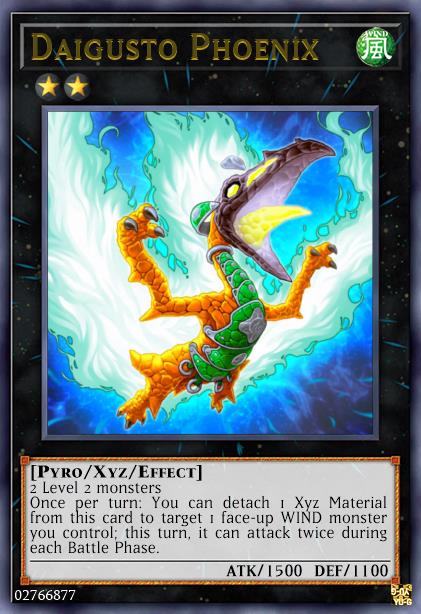 Daigusto Phoenix
WIND
風
[Pyro/Xyz/Effect]
2 Level 2 monsters
Once per turn: You can detach 1 Xyz Material
from this card to target 1 face-up WIND monster
you control; this turn, it can attack twice during
each Battle Phase.
ATK/1500 DEF/1100
02766877